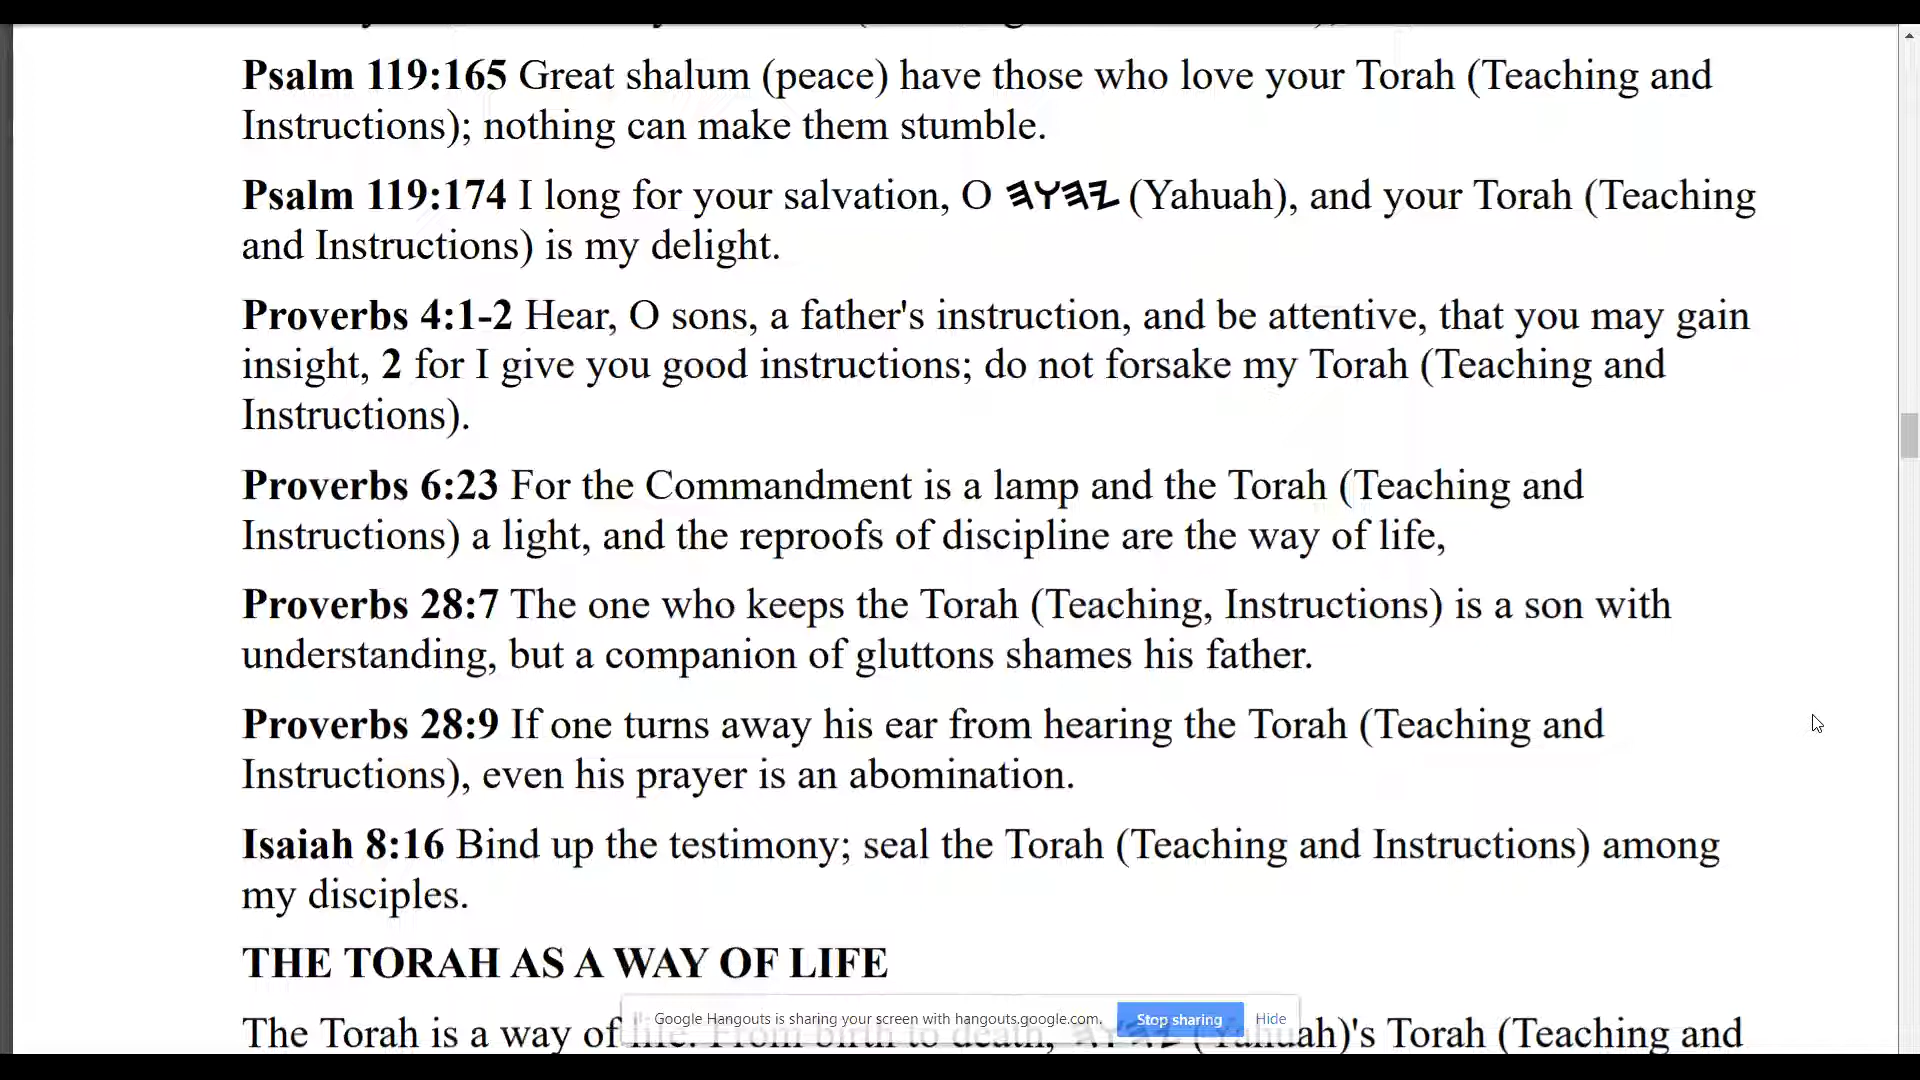 Psalm 119:165 Great shalum (peace) have those who love your Torah (Teaching and
Instructions); nothing can make them stumble.
Psalm 119:174 I long for your salvation, O 𐤉𐤄𐤅𐤄 (Yahuah), and your Torah (Teaching
and Instructions) is my delight.
Proverbs 4:1-2 Hear, O sons, a father's instruction, and be attentive, that you may gain
insight, 2 for I give you good instructions; do not forsake my Torah (Teaching and
Instructions).
Proverbs 6:23 For the Commandment is a lamp and the Torah (Teaching and
Instructions) a light, and the reproofs of discipline are the way of life,
Proverbs 28:7 The one who keeps the Torah (Teaching, Instructions) is a son with
understanding, but a companion of gluttons shames his father.
Proverbs 28:9 If one turns away his ear from hearing the Torah (Teaching and
Instructions), even his prayer is an abomination.
Isaiah 8:16 Bind up the testimony; seal the Torah (Teaching and Instructions) among
my disciples.
THE TORAH AS A WAY OF LIFE
The Torah is a way of life. From birth to death, 𐤉𐤄𐤅𐤄 (Yahuah)'s Torah (Teaching and
Google Hangouts is sharing your screen with hangouts.google.com. Stop sharing Hide